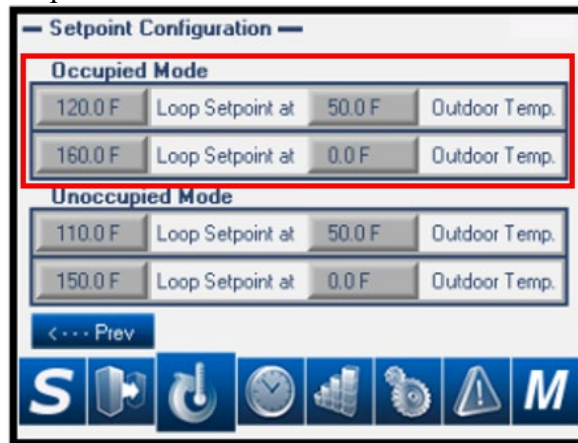 Setpoint Configuration
Occupied Mode
120.0 F Loop Setpoint at 50.0 F Outdoor Temp.
160.0 F Loop Setpoint at 0.0 F Outdoor Temp.
Unoccupied Mode
110.0 F Loop Setpoint at 50.0 F Outdoor Temp.
150.0 F Loop Setpoint at 0.0 F Outdoor Temp.
<--- Prev
S M